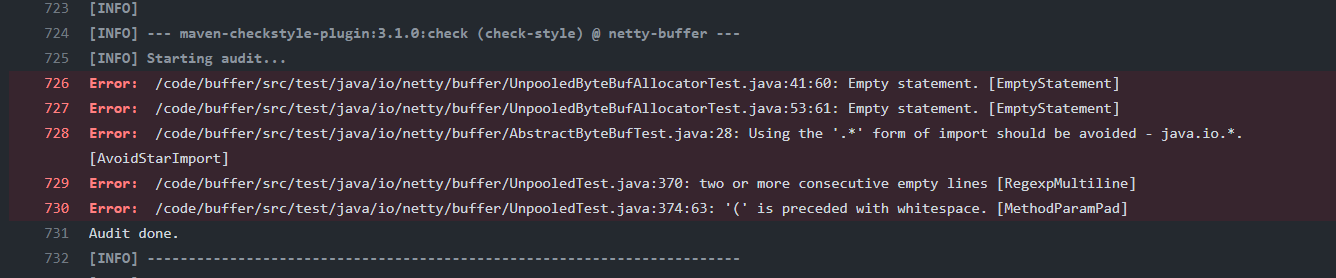 723 [INFO]
724 [INFO] --- maven-checkstyle-plugin:3.1.0:check (check-style) @ netty-buffer ---
725 [INFO] Starting audit...
726 Error:  /code/buffer/src/test/java/io/netty/buffer/UnpooledByteBufAllocatorTest.java:41:60: Empty statement. [EmptyStatement]
727 Error:  /code/buffer/src/test/java/io/netty/buffer/UnpooledByteBufAllocatorTest.java:53:61: Empty statement. [EmptyStatement]
728 Error:  /code/buffer/src/test/java/io/netty/buffer/AbstractByteBufTest.java:28: Using the '.*' form of import should be avoided - java.io.*.
[AvoidStarImport]
729 Error:  /code/buffer/src/test/java/io/netty/buffer/UnpooledTest.java:370: two or more consecutive empty lines [RegexpMultiline]
730 Error:  /code/buffer/src/test/java/io/netty/buffer/UnpooledTest.java:374:63: '(' is preceded with whitespace. [MethodParamPad]
731 Audit done.
732 [INFO] ------------------------------------------------------------------------